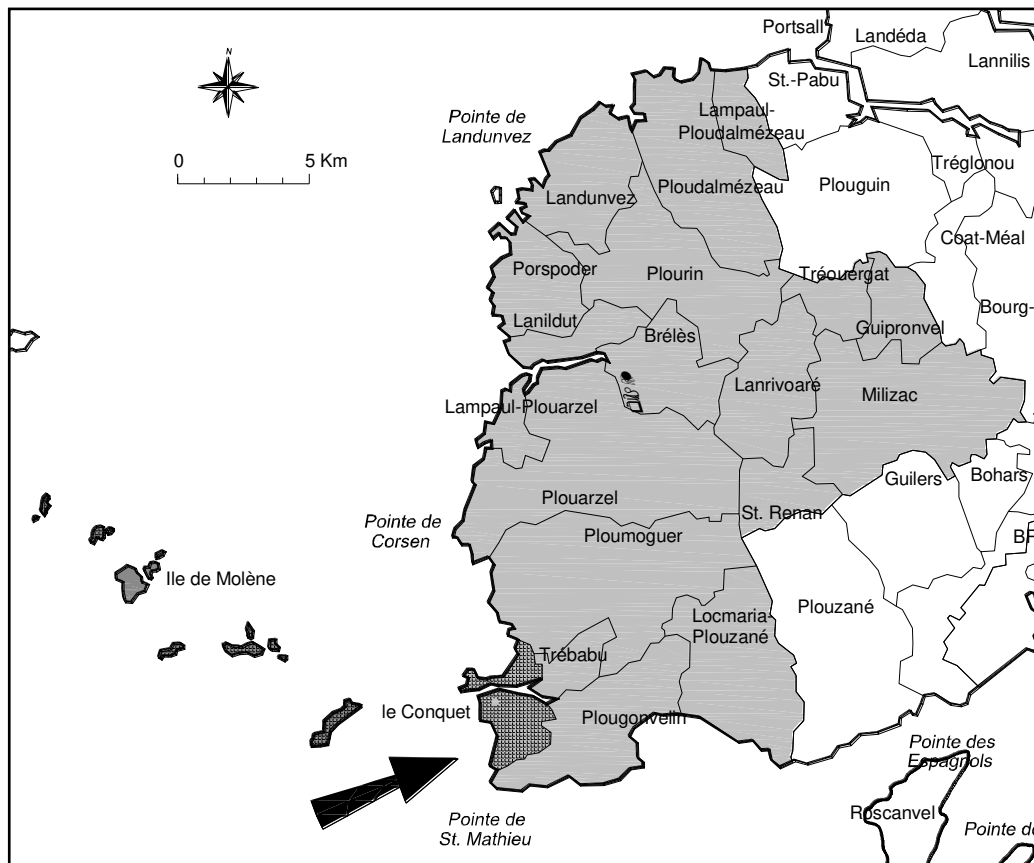 Portsall
Landéda
Lannilis
N
St.-Pabu
Pointe de
Landunvez
Lampaul-
Ploudalmézeau
0 5 Km
Tréglonou
Ploudalmézeau
Plouguin
Landunvez
Coat-Méal
Porspoder
Plourin
Tréouergat
Bourg-
Lanildut
Brélès
Guipronvel
Lanrivoaré
Milizac
Lampaul-Plouarzel
Guilers
Bohars
Plouarzel
St. Renan
Pointe de
Corsen
Ploumoguer
Ile de Molène
Plouzané
Locmaria-
Plouzané
Trébabu
le Conquet
Plougonvelin
Pointe des
Espagnols
Pointe de
St. Mathieu
Roscanvel
Pointe de